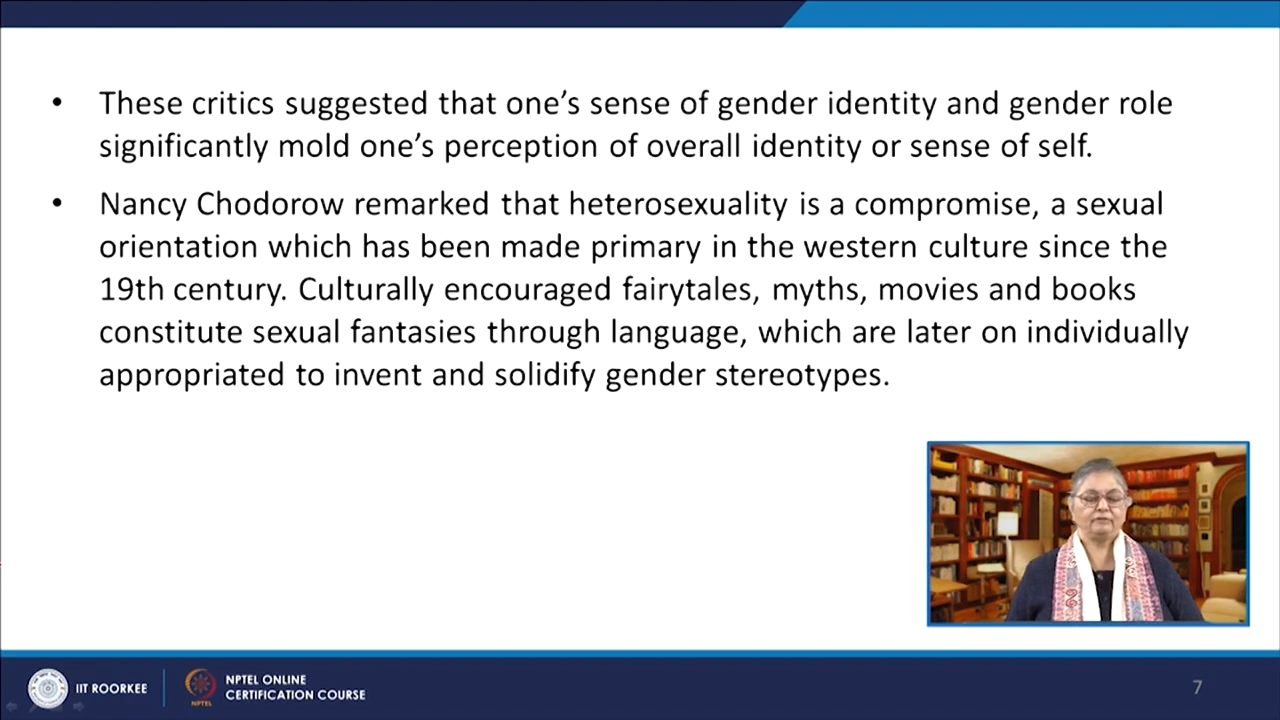 • These critics suggested that one’s sense of gender identity and gender role
significantly mold one’s perception of overall identity or sense of self.
• Nancy Chodorow remarked that heterosexuality is a compromise, a sexual
orientation which has been made primary in the western culture since the
19th century. Culturally encouraged fairytales, myths, movies and books
constitute sexual fantasies through language, which are later on individually
appropriated to invent and solidify gender stereotypes.
IIT ROORKEE
NPTEL
NPTEL ONLINE
CERTIFICATION COURSE
7